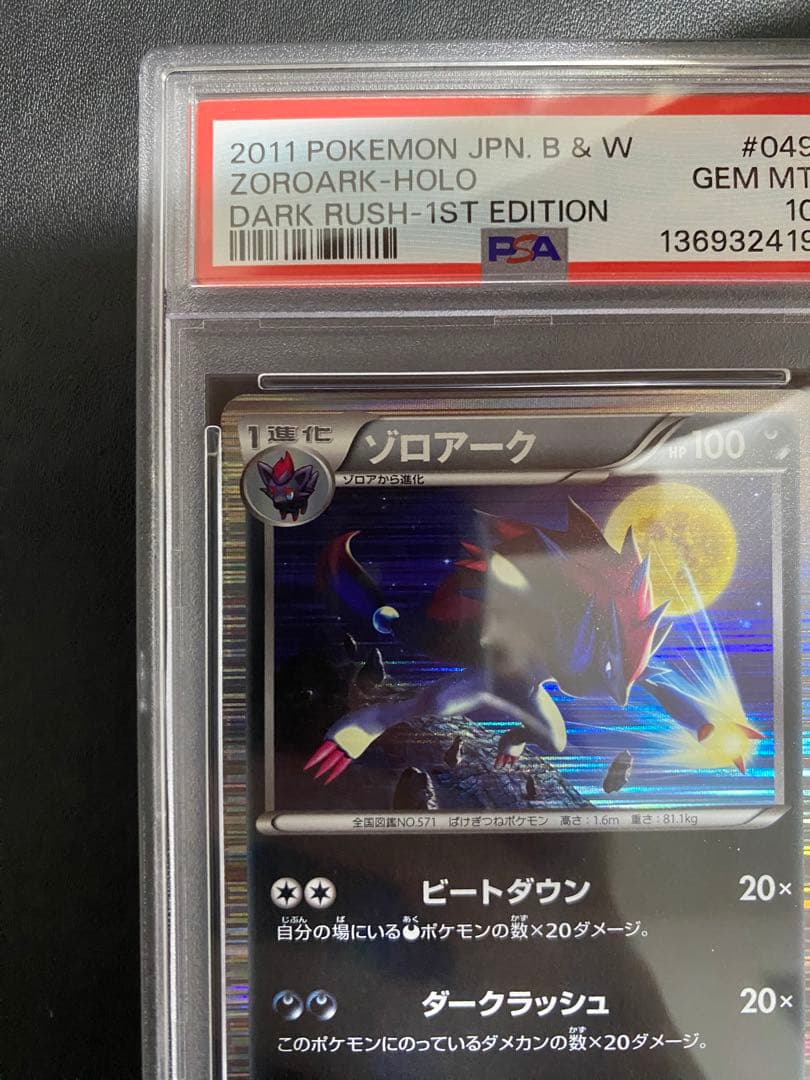 2011 POKEMON JPN. B & W #049
ZOROARK-HOLO GEM MT
DARK RUSH-1ST EDITION 10
PSA 136932419
1進化 ゾロアーク HP 100
ゾロアから進化
全国図鑑NO.571 ばけぎつねポケモン 高さ:1.6m 重さ:81.1kg
ビートダウン 20×
自分の場にいるポケモンの数×20ダメージ。
ダークラッシュ 20×
このポケモンにのっているダメカンの数×20ダメージ。